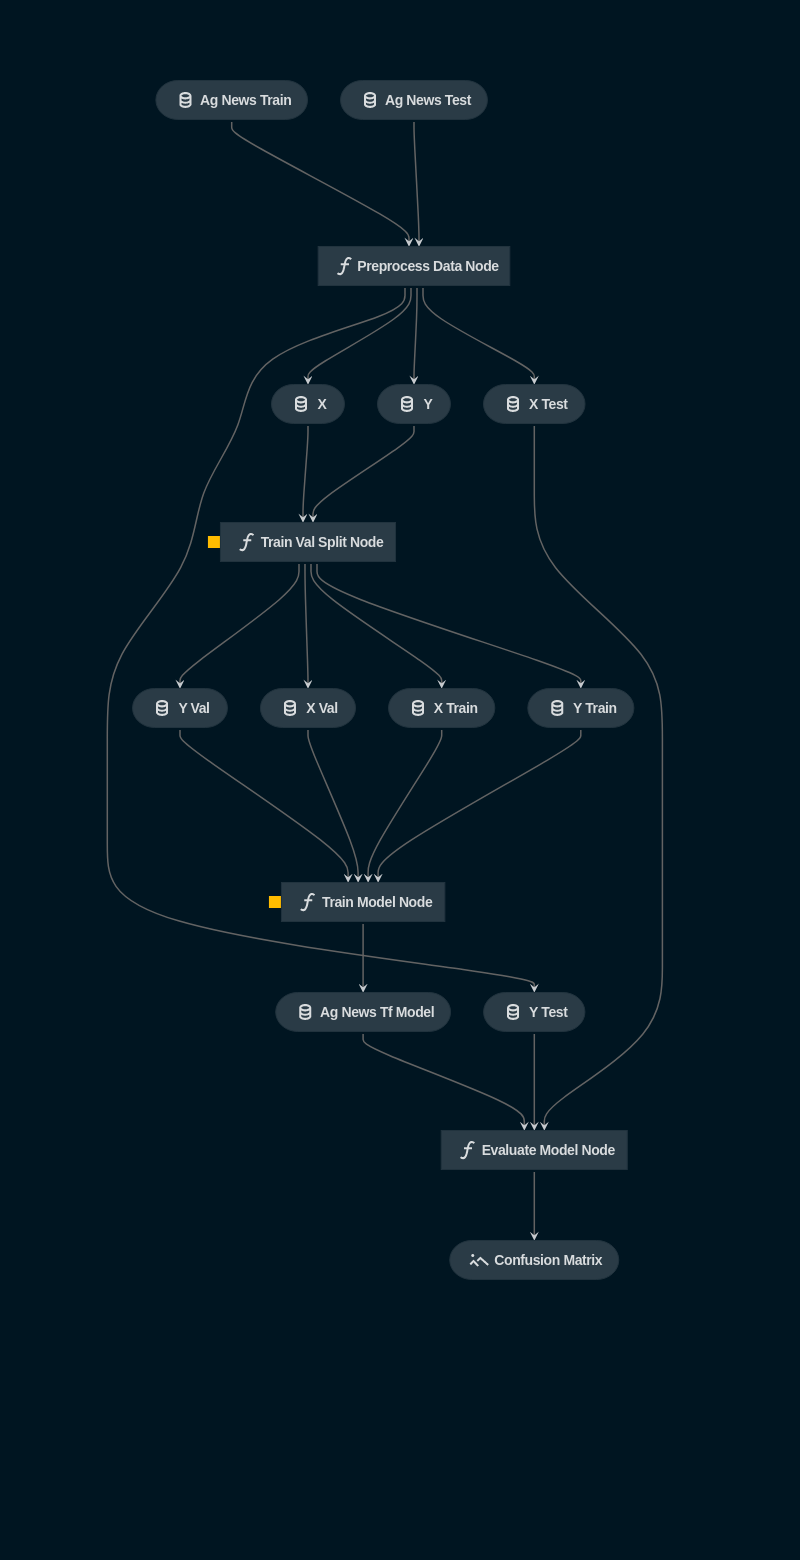 Ag News Train
Ag News Test
Preprocess Data Node
X
Y
X Test
Train Val Split Node
Y Val
X Val
X Train
Y Train
Train Model Node
Ag News Tf Model
Y Test
Evaluate Model Node
Confusion Matrix